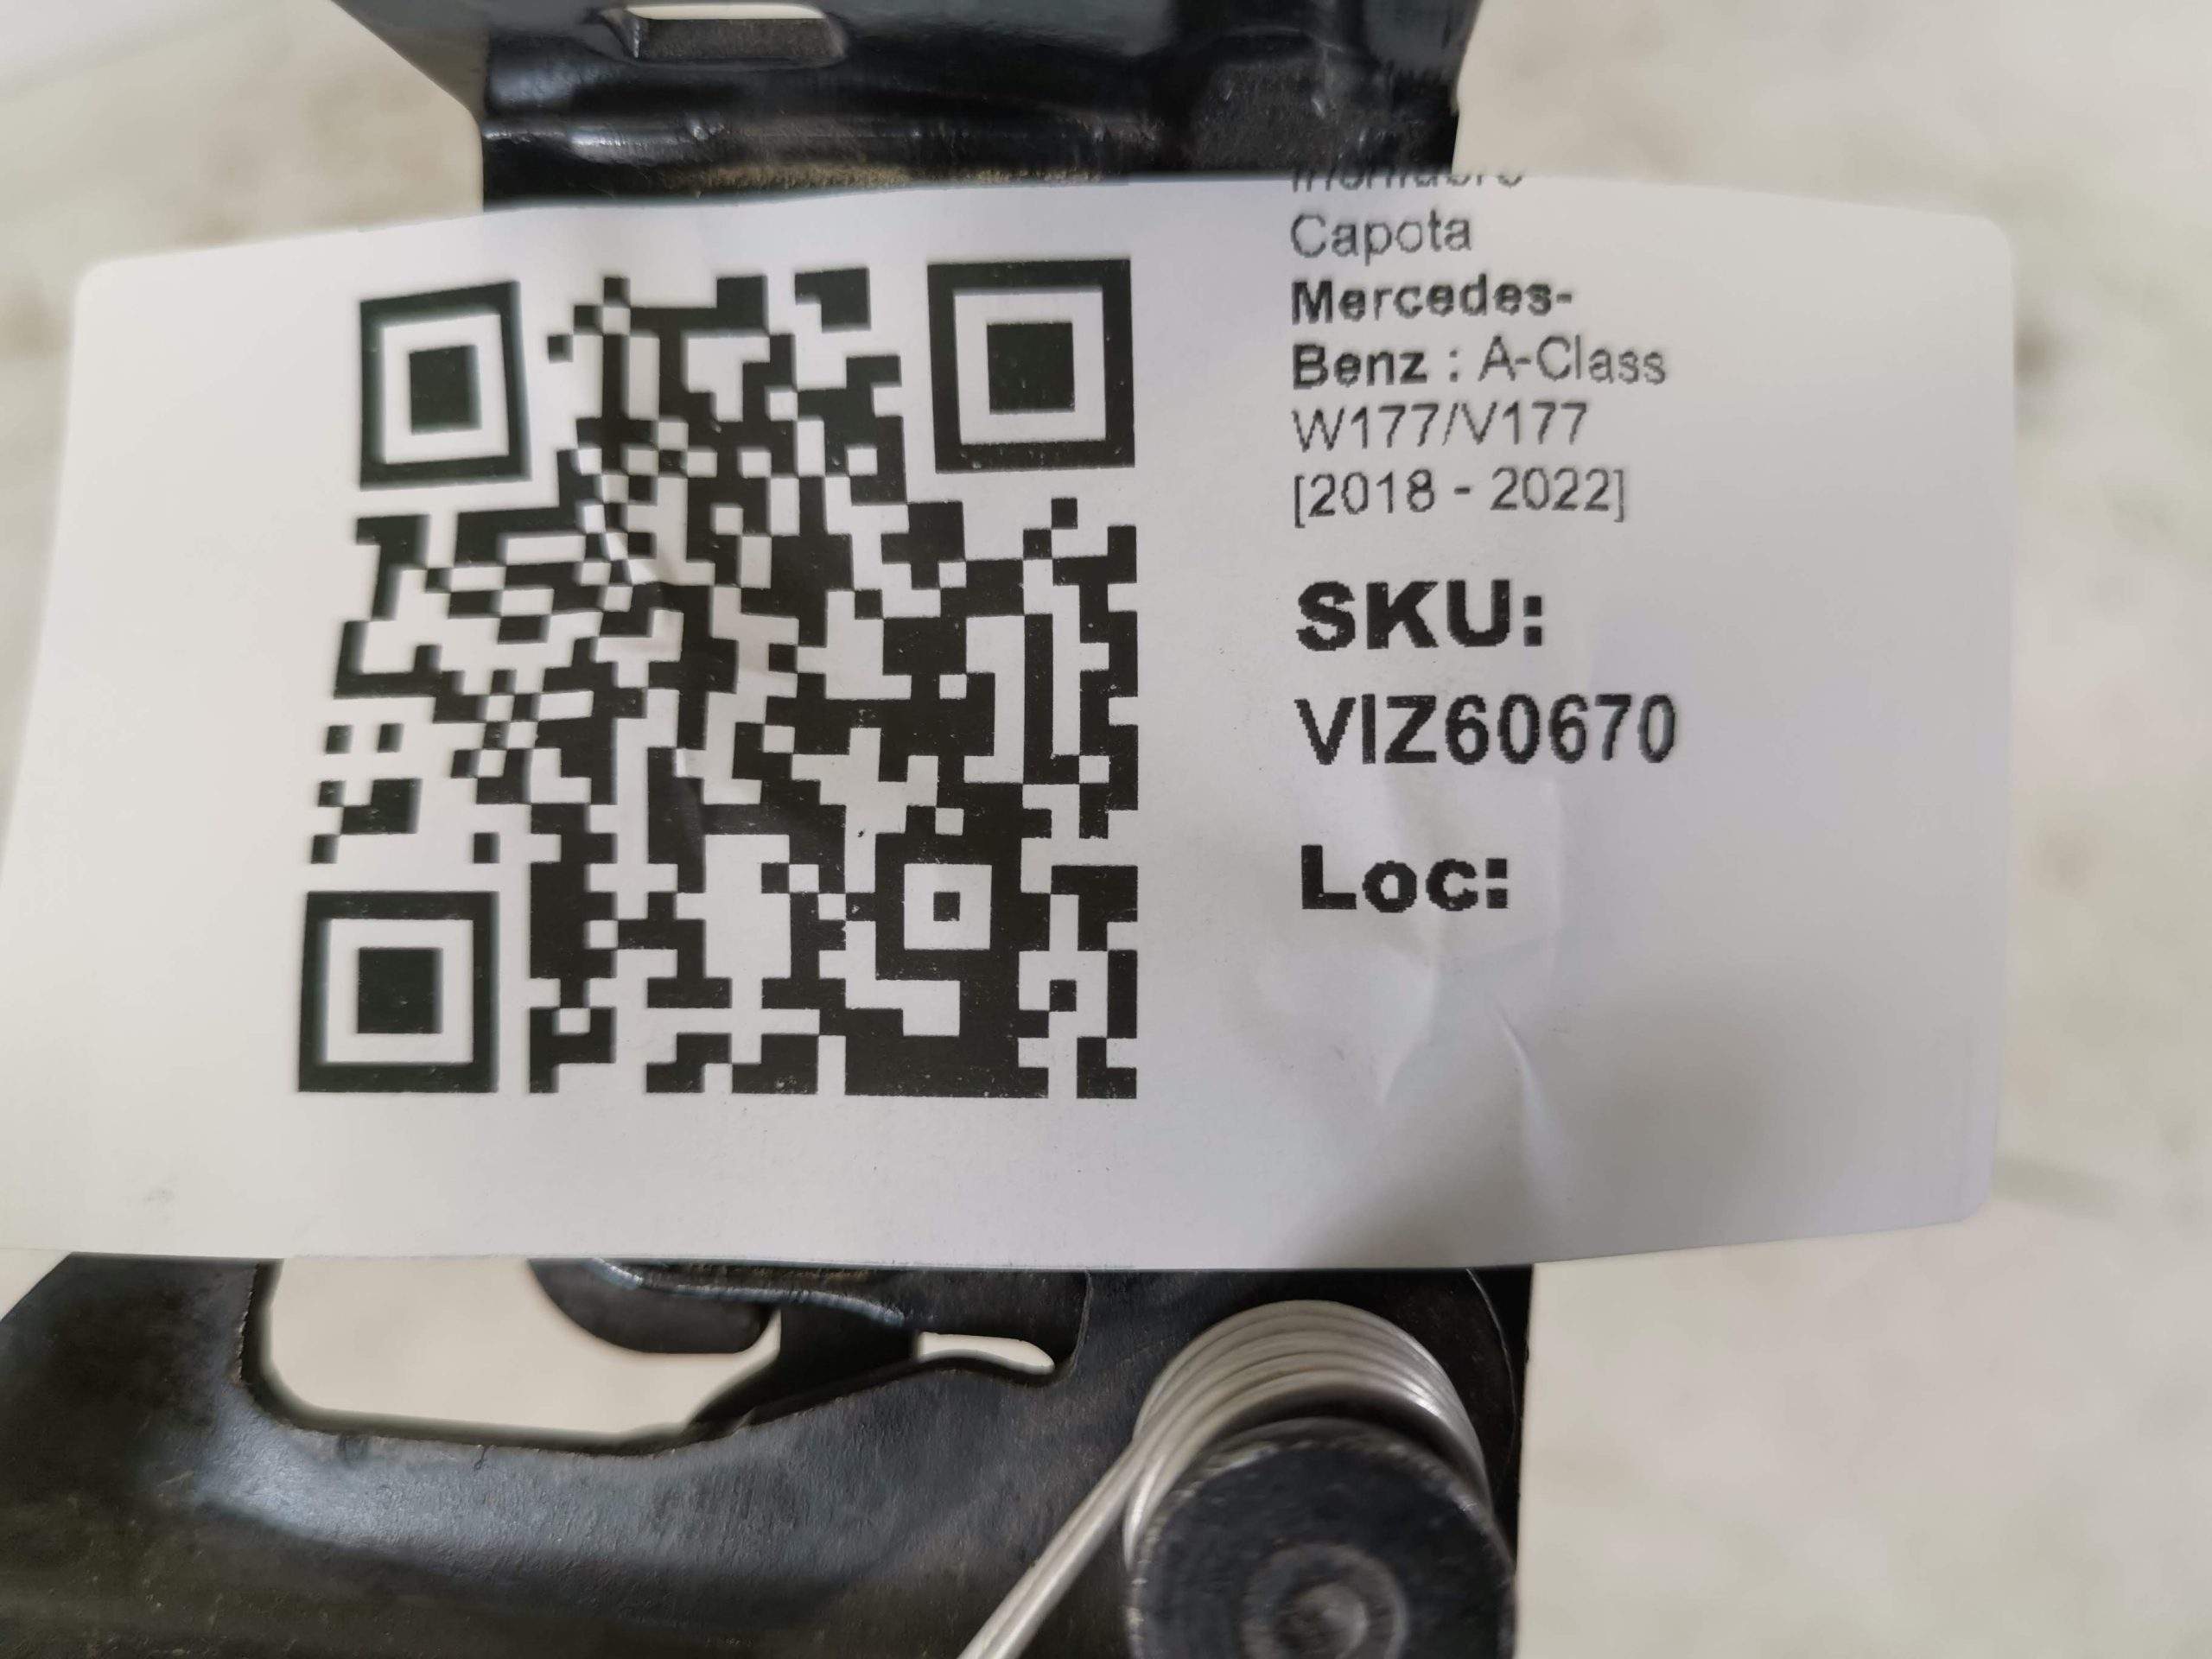 Capota
Mercedes-
Benz : A-Class
W177/V177
[2018 - 2022]
SKU:
VIZ60670
Loc: